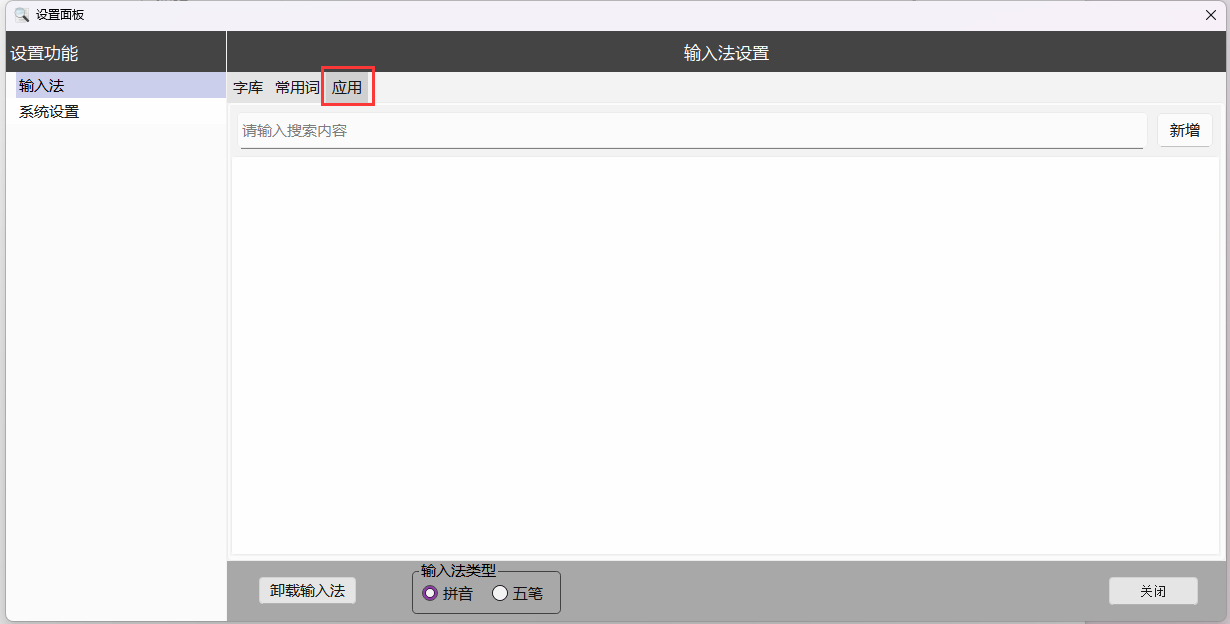 设置面板
设置功能
输入法设置
输入法
系统设置
字库 常用词 应用
请输入搜索内容
新增
卸载输入法
输入法类型
拼音 五笔
关闭